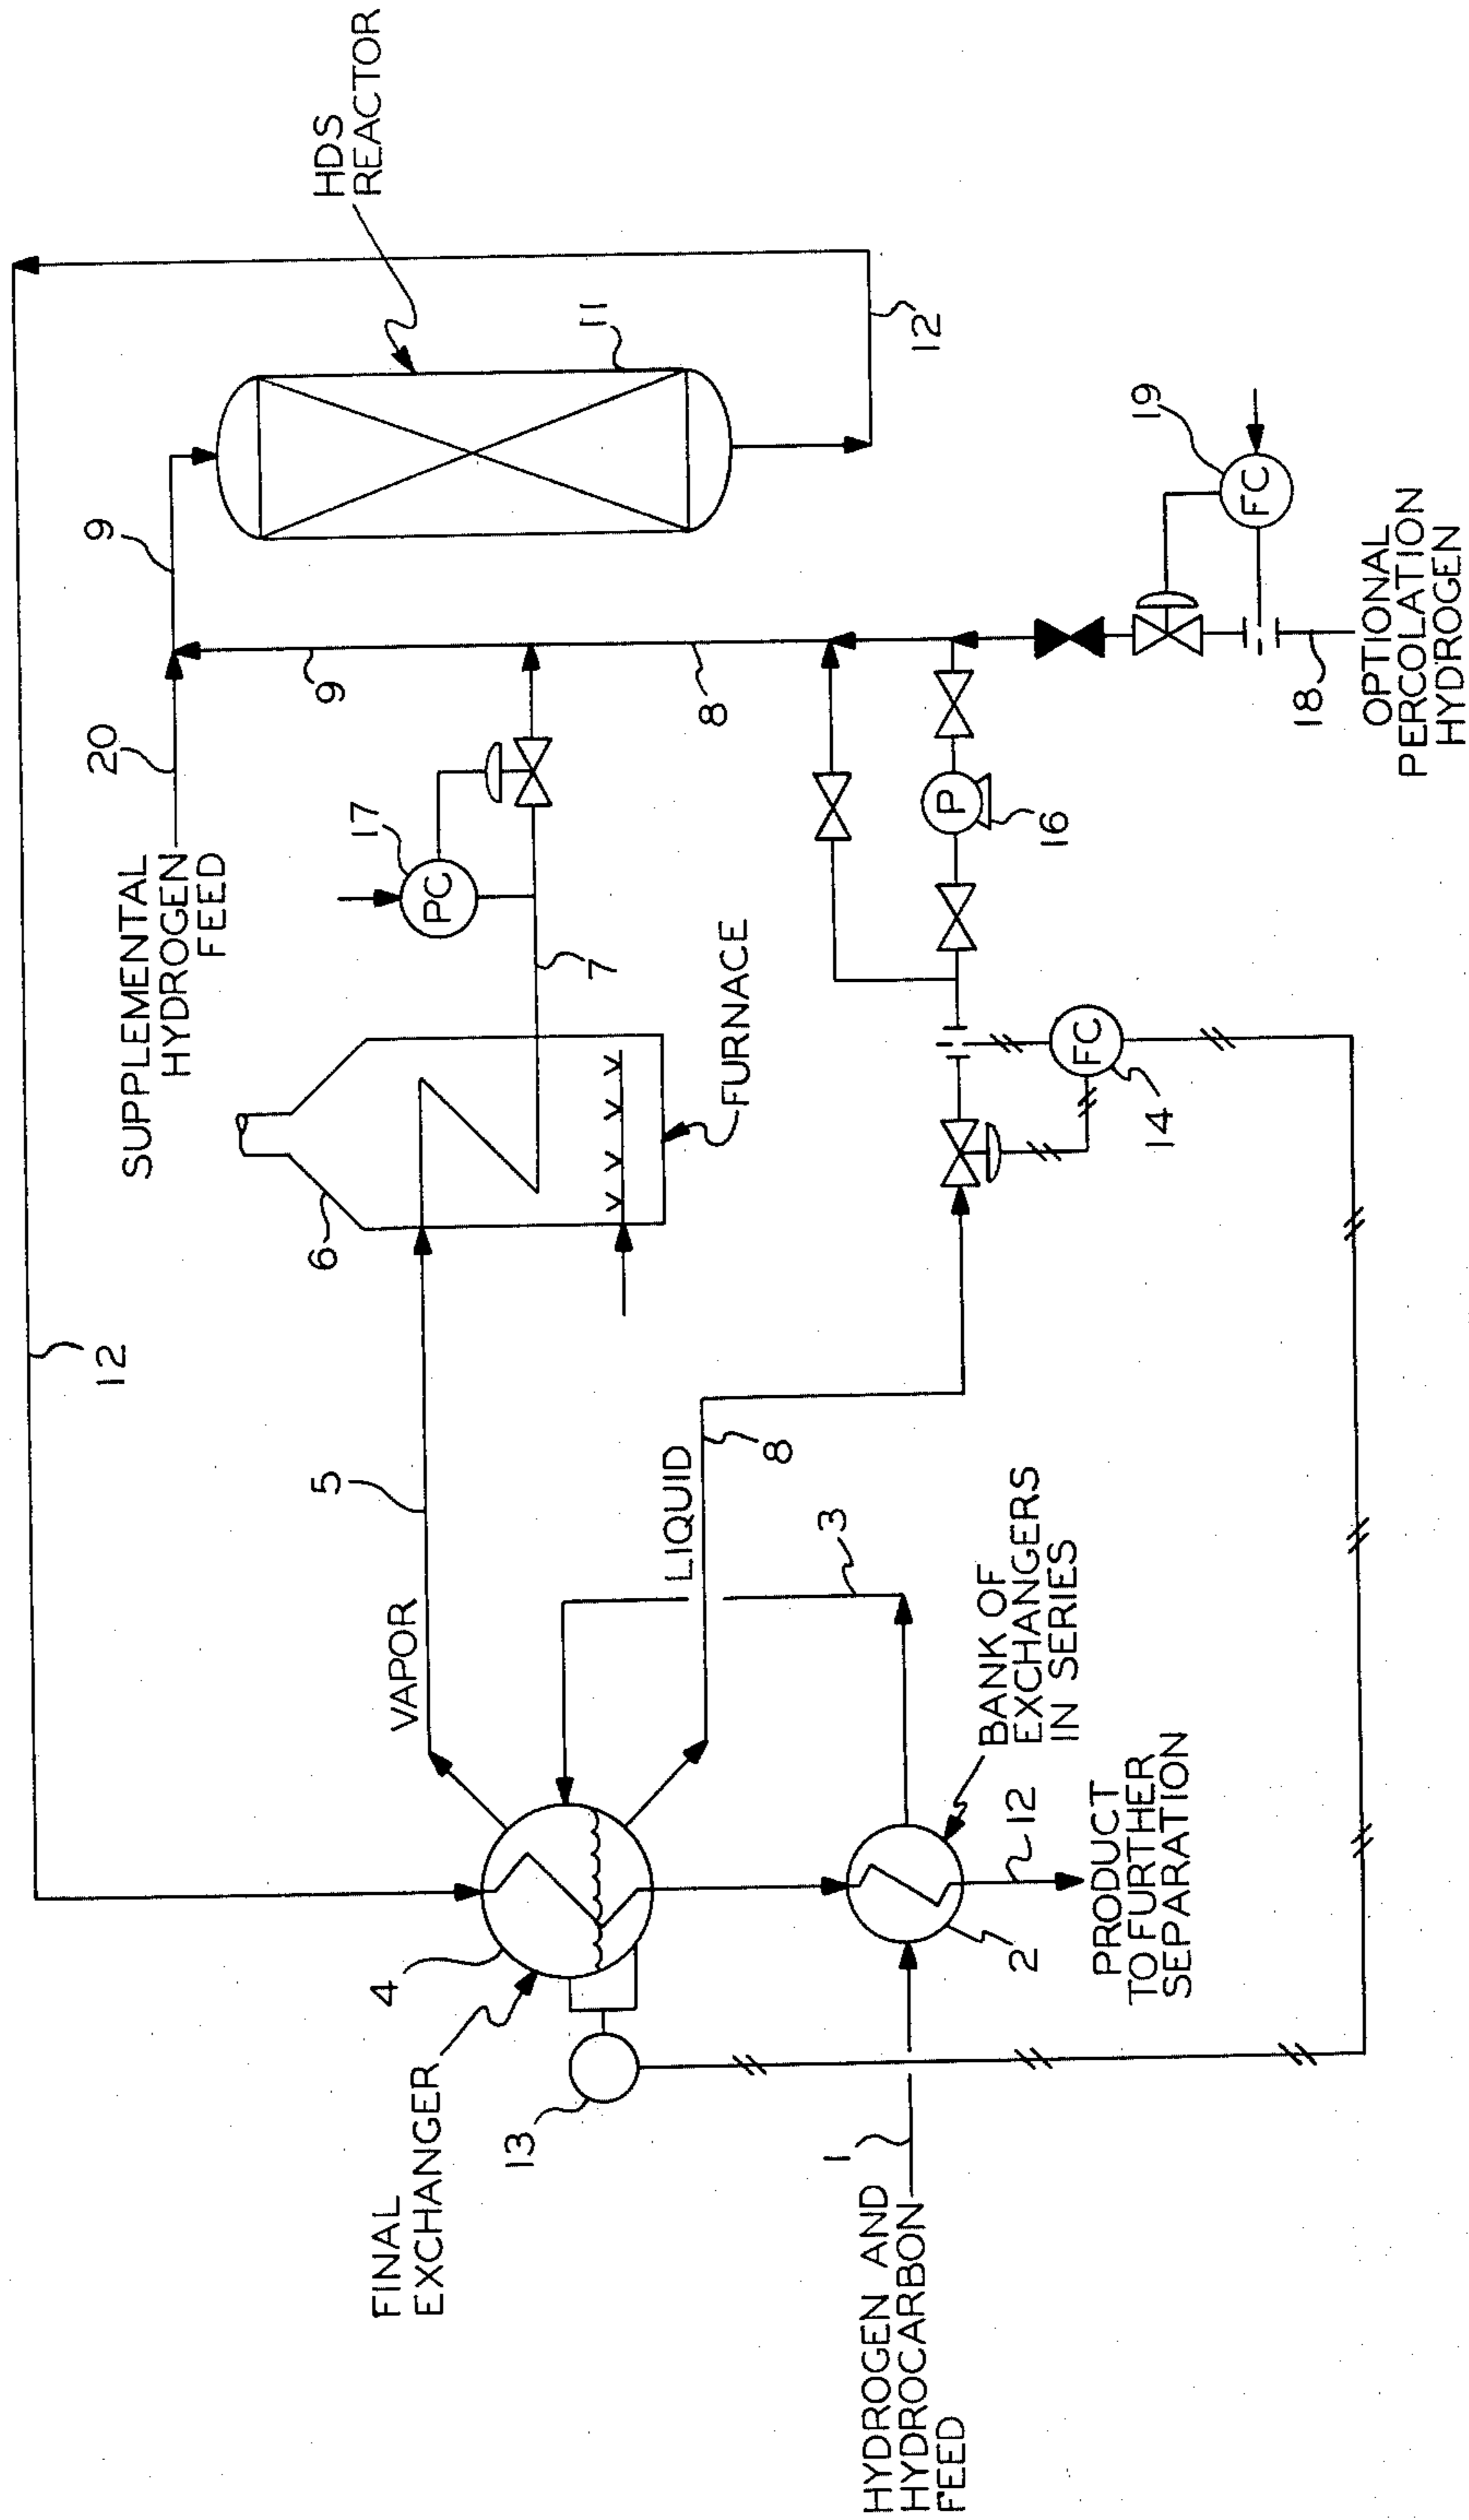 12
SUPPLEMENTAL
HYDROGEN
FEED
20
9
9
HDS
REACTOR
11
12
VAPOR
5
6
FURNACE
17
PC
7
8
LIQUID
8
3
FINAL
EXCHANGER
4
13
HYDROGEN AND
HYDROCARBON
FEED
1
2
12
BANK OF
EXCHANGERS
IN SERIES
PRODUCT
TO FURTHER
SEPARATION
P
16
FC
14
FC
19
18
OPTIONAL
PERCOLATION
HYDROGEN